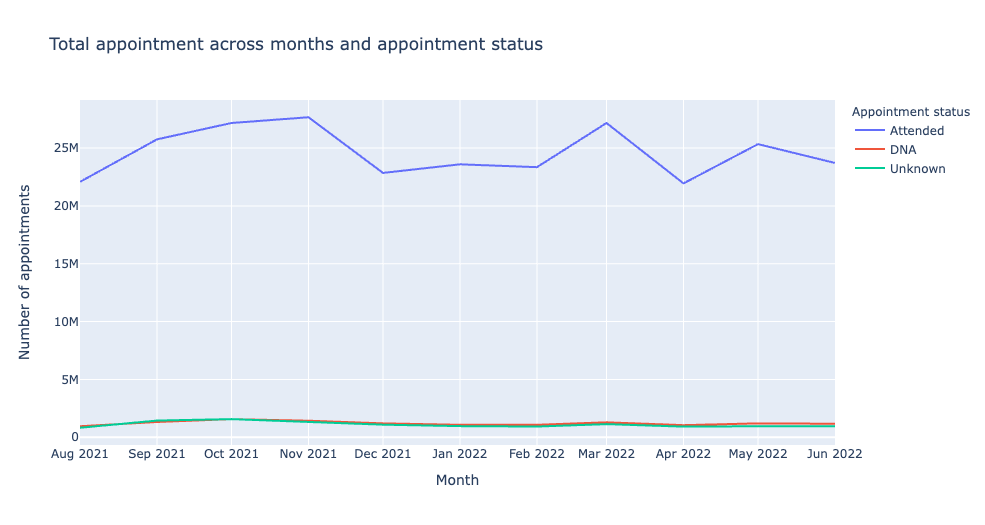 Total appointment across months and appointment status
Appointment status
Attended
DNA
Unknown
Number of appointments
25M
20M
15M
10M
5M
0
Aug 2021 Sep 2021 Oct 2021 Nov 2021 Dec 2021 Jan 2022 Feb 2022 Mar 2022 Apr 2022 May 2022 Jun 2022
Month